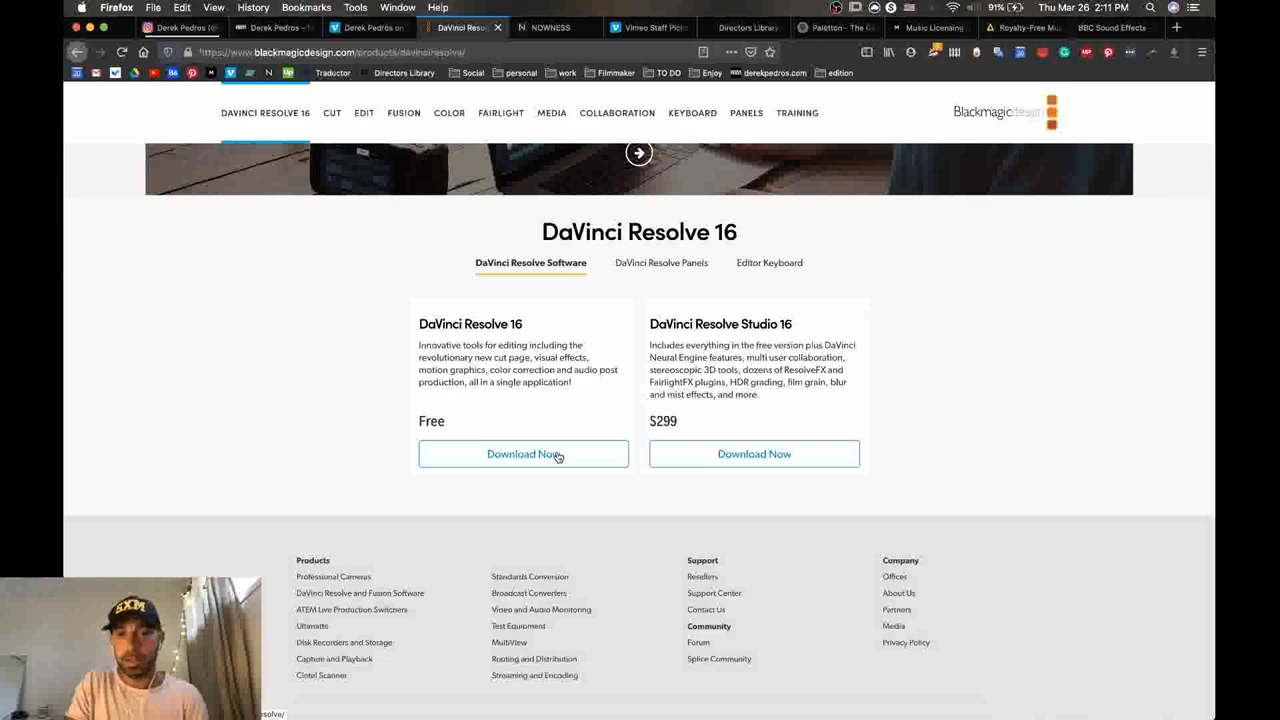 Firefox File Edit View History Bookmarks Tools Window Help
91% Thu Mar 26 2:11
Derek Pedros (@ Derek Pedros – Derek Pedrós on DaVinci Reso NOWNESS Vimeo Staff Picks Directors Library Paletton – The C Music Licensing Royalty-Free Mu BBC Sound Effects
https://www.blackmagicdesign.com/products/davinciresolve/
Traductor Directors Library Social personal work Filmmaker TO DO Enjoy derekpedros.com edition
DAVINCI RESOLVE 16 CUT EDIT FUSION COLOR FAIRLIGHT MEDIA COLLABORATION KEYBOARD PANELS TRAINING Blackmagicdesign
DaVinci Resolve 16
DaVinci Resolve Software DaVinci Resolve Panels Editor Keyboard
DaVinci Resolve 16
Innovative tools for editing including the
revolutionary new cut page, visual effects,
motion graphics, color correction and audio post
production, all in a single application!
Free
Download Now
DaVinci Resolve Studio 16
Includes everything in the free version plus DaVinci
Neural Engine features, multi user collaboration,
stereoscopic 3D tools, dozens of ResolveFX and
FairlightFX plugins, HDR grading, film grain, blur
and mist effects, and more.
$299
Download Now
Products
Professional Cameras
DaVinci Resolve and Fusion Software
ATEM Live Production Switchers
Ultimatte
Disk Recorders and Storage
Capture and Playback
Cintel Scanner
Standards Conversion
Broadcast Converters
Video and Audio Monitoring
Test Equipment
MultiView
Routing and Distribution
Streaming and Encoding
Support
Resellers
Support Center
Contact Us
Community
Forum
Splice Community
Company
Offices
About Us
Partners
Media
Privacy Policy
SXM
esolve/